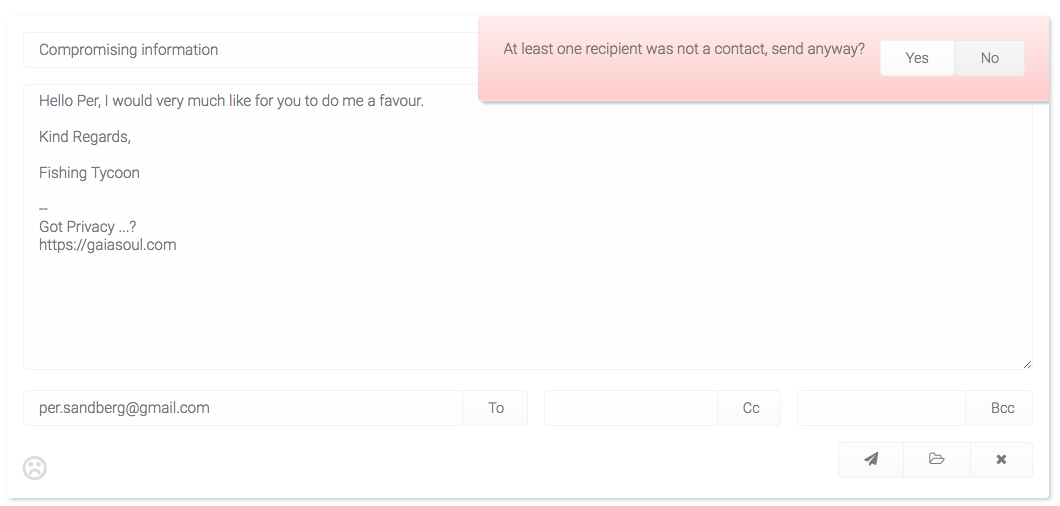 Compromising information
At least one recipient was not a contact, send anyway?
Yes
No
Hello Per, I would very much like for you to do me a favour.
Kind Regards,
Fishing Tycoon
--
Got Privacy ...?
https://gaiasoul.com
per.sandberg@gmail.com
To
Cc
Bcc